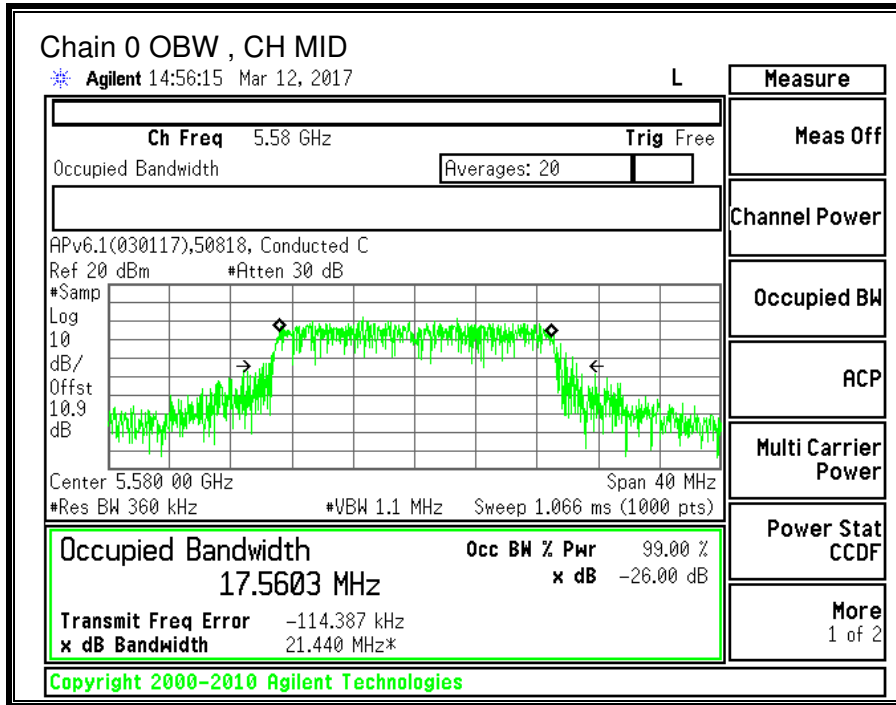 Chain 0 OBW , CH MID
Agilent 14:56:15 Mar 12, 2017 L
Measure
Ch Freq 5.58 GHz Trig Free
Meas Off
Occupied Bandwidth Averages: 20
Channel Power
APv6.1(030117),50818, Conducted C
Ref 20 dBm #Atten 30 dB
#Samp
Log
10
dB/
Offst
10.9
dB
Occupied BW
ACP
Center 5.580 00 GHz Span 40 MHz
#Res BW 360 kHz #VBW 1.1 MHz Sweep 1.066 ms (1000 pts)
Multi Carrier
Power
Occupied Bandwidth Occ BW % Pwr 99.00 %
17.5603 MHz x dB -26.00 dB
Transmit Freq Error -114.387 kHz
x dB Bandwidth 21.440 MHz*
Power Stat
CCDF
More
1 of 2
Copyright 2000-2010 Agilent Technologies